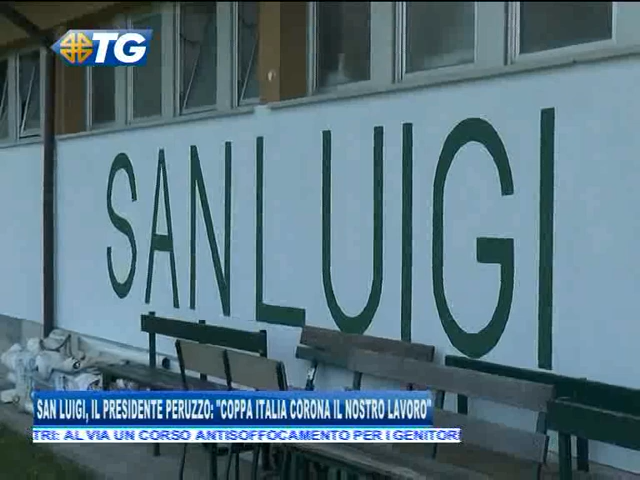 TG
SAN LUIGI
SAN LUIGI, IL PRESIDENTE PERUZZO: "COPPA ITALIA CORONA IL NOSTRO LAVORO"
TRI: AL VIA UN CORSO ANTISOFFOCAMENTO PER I GENITORI